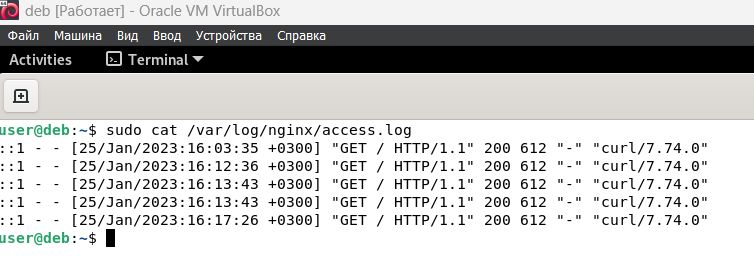 deb [Работает] - Oracle VM VirtualBox
Файл Машина Вид Ввод Устройства Справка
Activities Terminal
user@deb:~$ sudo cat /var/log/nginx/access.log
::1 - - [25/Jan/2023:16:03:35 +0300] "GET / HTTP/1.1" 200 612 "-" "curl/7.74.0"
::1 - - [25/Jan/2023:16:12:36 +0300] "GET / HTTP/1.1" 200 612 "-" "curl/7.74.0"
::1 - - [25/Jan/2023:16:13:43 +0300] "GET / HTTP/1.1" 200 612 "-" "curl/7.74.0"
::1 - - [25/Jan/2023:16:13:43 +0300] "GET / HTTP/1.1" 200 612 "-" "curl/7.74.0"
::1 - - [25/Jan/2023:16:17:26 +0300] "GET / HTTP/1.1" 200 612 "-" "curl/7.74.0"
user@deb:~$